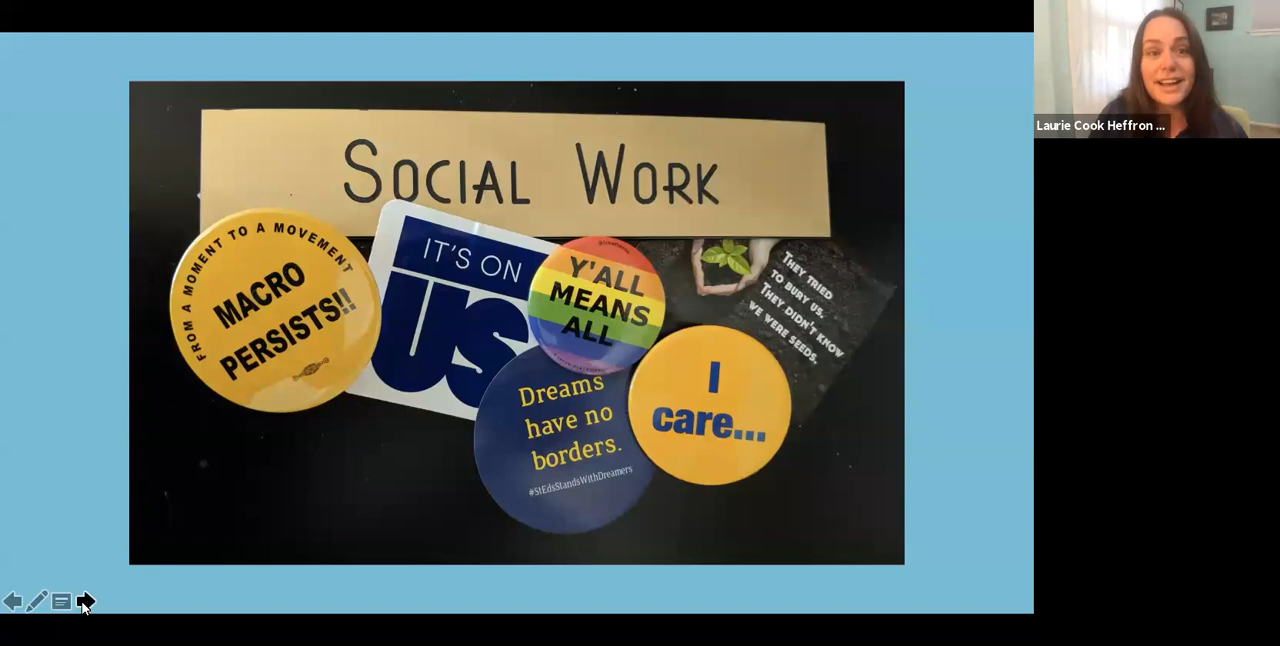 SOCIAL WORK
FROM A MOMENT TO A MOVEMENT
MACRO
PERSISTS!!
IT'S ON
US
Y'ALL
MEANS
ALL
Dreams
have no
borders.
#StEdsStandsWithDreamers
I
care...
THEY TRIED
TO BURY US.
THEY DIDN'T KNOW
WE WERE SEEDS.
Laurie Cook Heffron ...